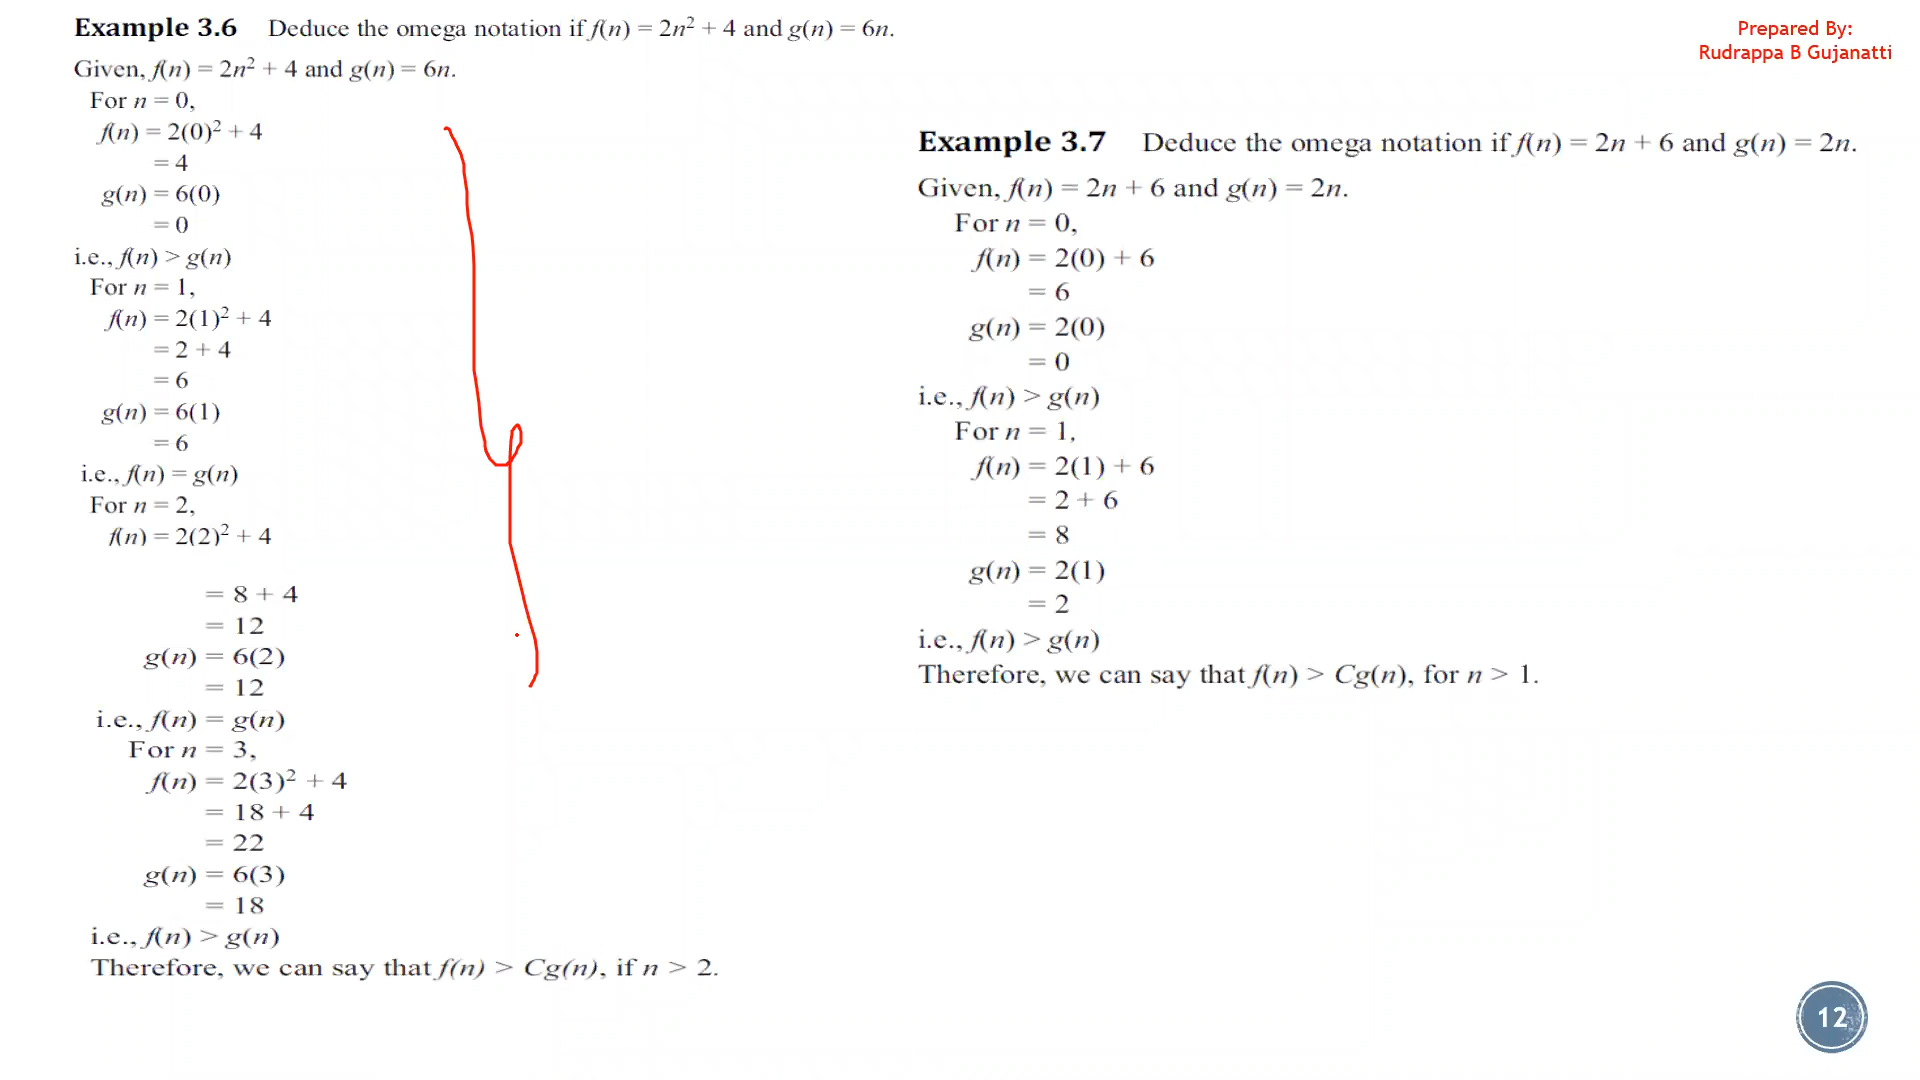 Example 3.6 Deduce the omega notation if f(n) = 2n² + 4 and g(n) = 6n.
Given, f(n) = 2n² + 4 and g(n) = 6n.
For n = 0,
f(n) = 2(0)² + 4
= 4
g(n) = 6(0)
= 0
i.e., f(n) > g(n)
For n = 1,
f(n) = 2(1)² + 4
= 2 + 4
= 6
g(n) = 6(1)
= 6
i.e., f(n) = g(n)
For n = 2,
f(n) = 2(2)² + 4
= 8 + 4
= 12
g(n) = 6(2)
= 12
i.e., f(n) = g(n)
For n = 3,
f(n) = 2(3)² + 4
= 18 + 4
= 22
g(n) = 6(3)
= 18
i.e., f(n) > g(n)
Therefore, we can say that f(n) > Cg(n), if n > 2.
Prepared By:
Rudrappa B Gujanatti
Example 3.7 Deduce the omega notation if f(n) = 2n + 6 and g(n) = 2n.
Given, f(n) = 2n + 6 and g(n) = 2n.
For n = 0,
f(n) = 2(0) + 6
= 6
g(n) = 2(0)
= 0
i.e., f(n) > g(n)
For n = 1,
f(n) = 2(1) + 6
= 2 + 6
= 8
g(n) = 2(1)
= 2
i.e., f(n) > g(n)
Therefore, we can say that f(n) > Cg(n), for n > 1.
12